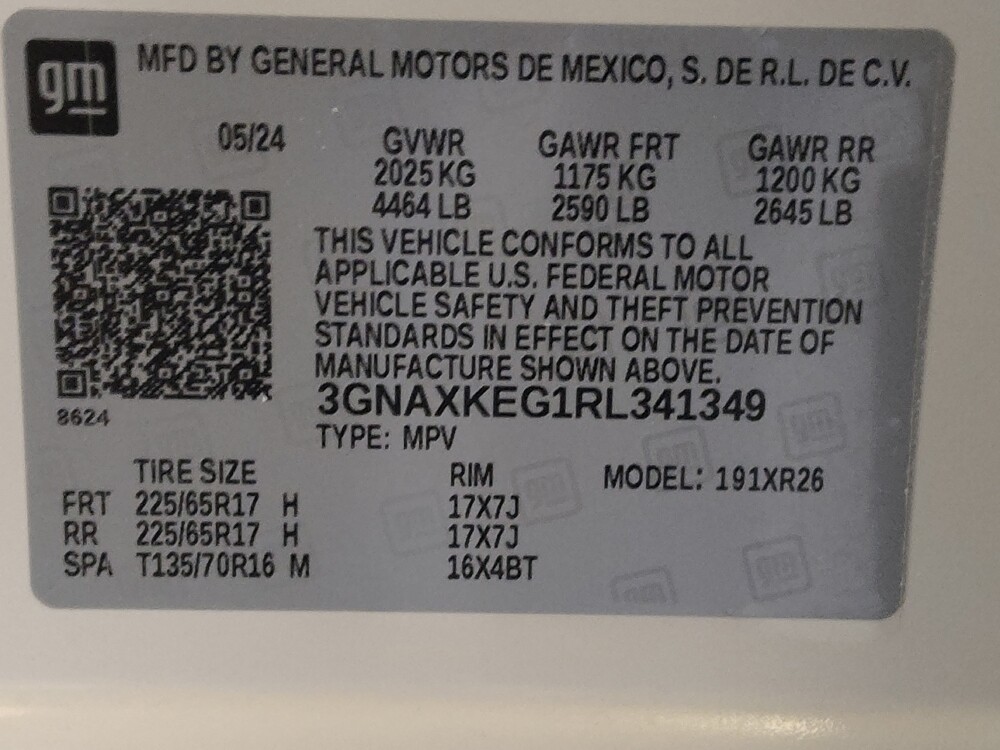 gm MFD BY GENERAL MOTORS DE MEXICO, S. DE R.L. DE C.V.
05/24 GVWR GAWR FRT GAWR RR
2025 KG 1175 KG 1200 KG
4464 LB 2590 LB 2645 LB
THIS VEHICLE CONFORMS TO ALL
APPLICABLE U.S. FEDERAL MOTOR
VEHICLE SAFETY AND THEFT PREVENTION
STANDARDS IN EFFECT ON THE DATE OF
MANUFACTURE SHOWN ABOVE.
3GNAXKEG1RL341349
8624
TYPE: MPV
TIRE SIZE RIM MODEL: 191XR26
FRT 225/65R17 H 17X7J
RR 225/65R17 H 17X7J
SPA T135/70R16 M 16X4BT